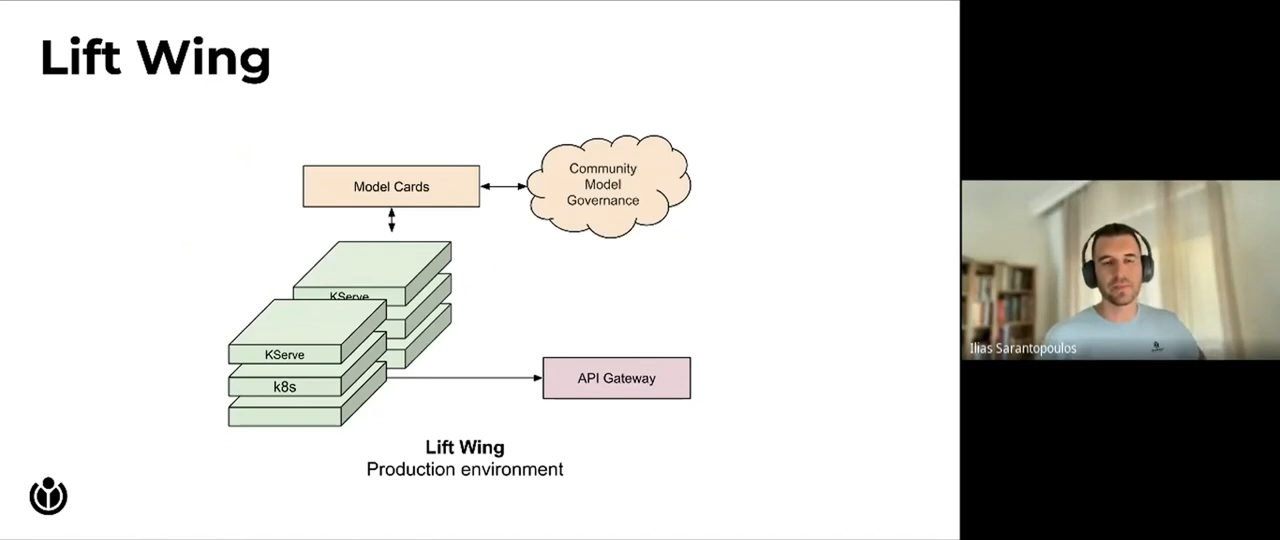 Lift Wing
Model Cards
Community
Model
Governance
KServe
KServe
k8s
API Gateway
Lift Wing
Production environment
Ilias Sarantopoulos